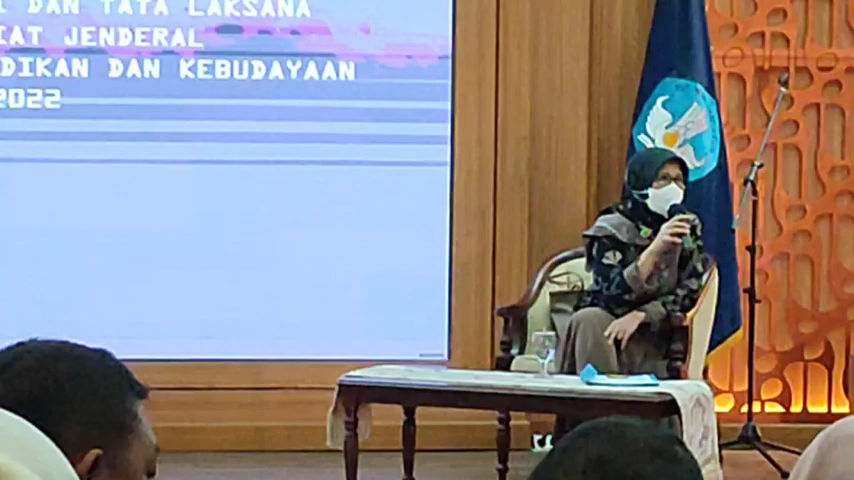 I DAN TATA LAKSANA
IAT JENDERAL
DIKAN DAN KEBUDAYAAN
2022